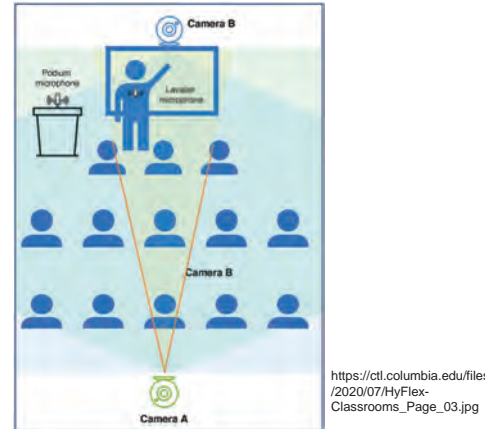 Camera B
Podium
microphone
Lavalier
microphone
Camera B
Camera A
https://ctl.columbia.edu/files
/2020/07/HyFlex-
Classrooms_Page_03.jpg